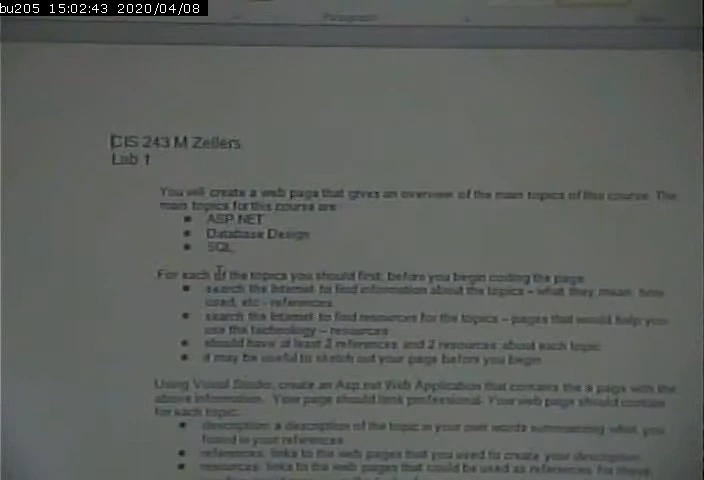 bu205 15:02:43 2020/04/08
Paragraph
CIS 243 M Zellers
Lab 1
You will create a web page that gives an overview of the main topics of this course. The
main topics for this course are
ASP.NET
Database Design
SQL
For each of the topics you should first, before you begin coding the page
search the Internet to find information about the topics – what they mean, how
used, etc - references
search the Internet to find resources for the topics – pages that would help you
use the technology – resources
should have at least 2 references and 2 resources about each topic
it may be useful to sketch out your page before you begin
Using Visual Studio, create an Asp.net Web Application that contains the a page with the
above information. Your page should look professional. Your web page should contain
for each topic:
description: a description of the topic in your own words summarizing what you
found in your references
references: links to the web pages that you used to create your description
resources: links to the web pages that could be used as references for